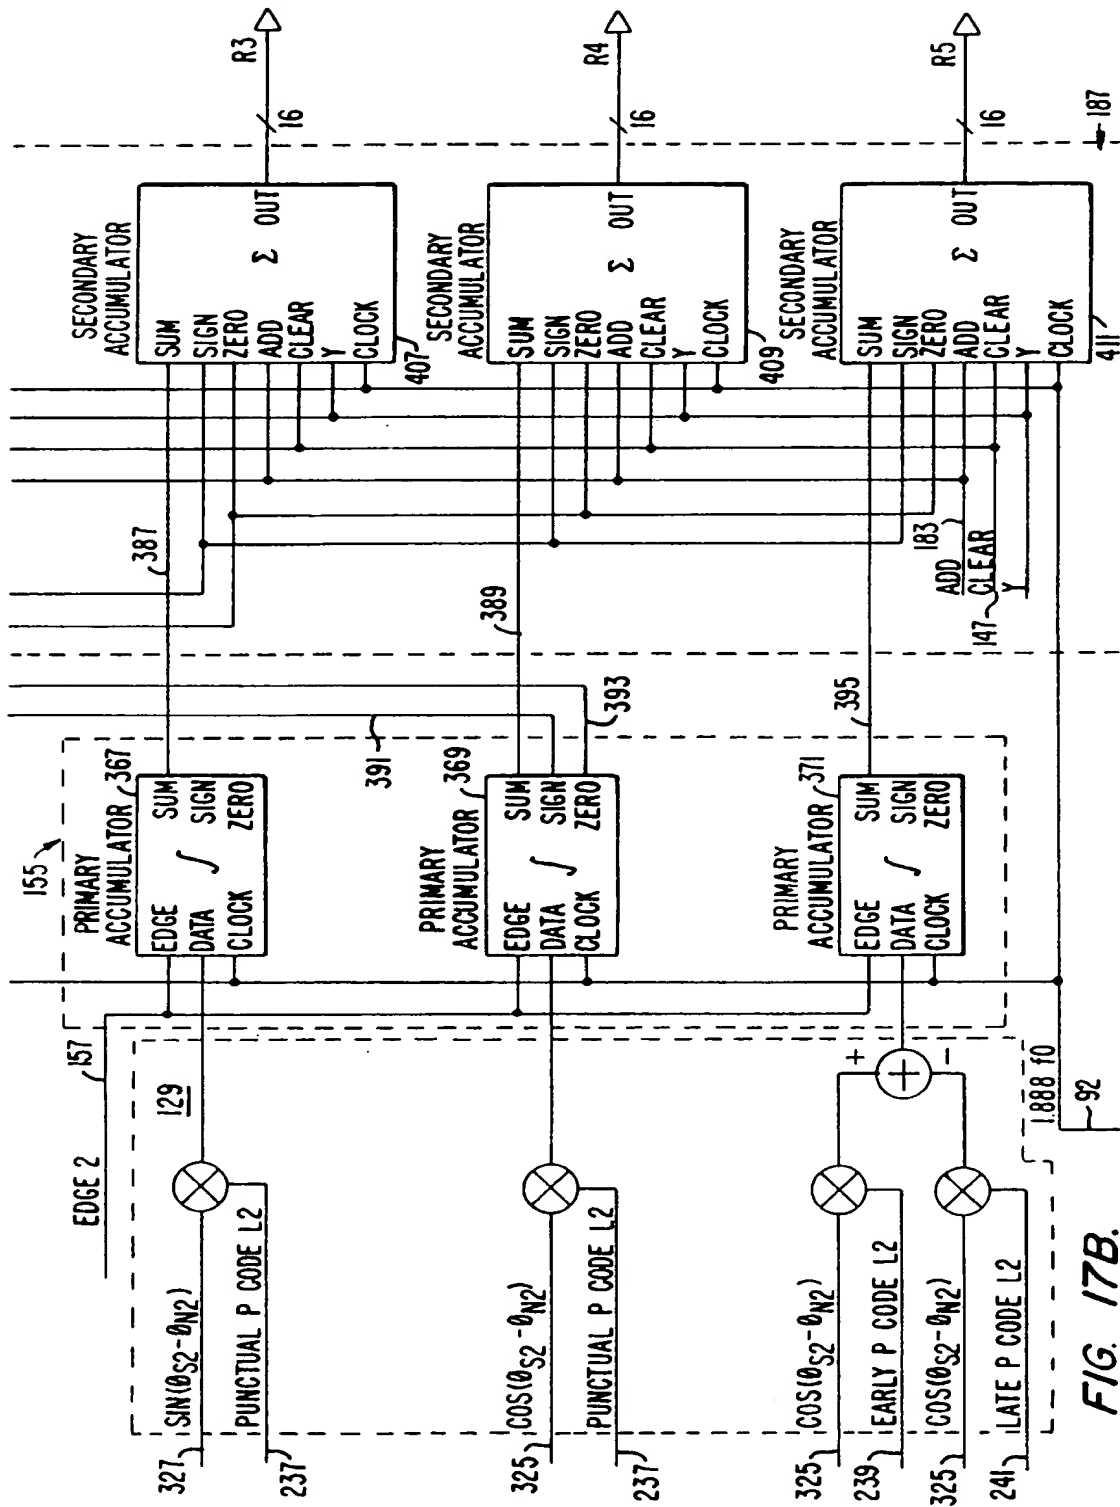 155
EDGE 2
157
129
327
SIN(ØS2-ØN2)
237
PUNCTUAL P CODE L2
PRIMARY
ACCUMULATOR
367
EDGE
DATA
CLOCK
∫
SUM
SIGN
ZERO
387
SECONDARY
ACCUMULATOR
SUM
SIGN
ZERO
ADD
CLEAR
Y
CLOCK
Σ
OUT
407
16
R3
325
COS(ØS2-ØN2)
237
PUNCTUAL P CODE L2
PRIMARY
ACCUMULATOR
369
EDGE
DATA
CLOCK
∫
SUM
SIGN
ZERO
391
393
389
SECONDARY
ACCUMULATOR
SUM
SIGN
ZERO
ADD
CLEAR
Y
CLOCK
Σ
OUT
409
16
R4
325
COS(ØS2-ØN2)
239
EARLY P CODE L2
325
COS(ØS2-ØN2)
241
LATE P CODE L2
+
-
PRIMARY
ACCUMULATOR
371
EDGE
DATA
CLOCK
∫
SUM
SIGN
ZERO
395
SECONDARY
ACCUMULATOR
SUM
SIGN
ZERO
ADD
CLEAR
Y
CLOCK
Σ
OUT
411
16
R5
183
ADD
CLEAR
147
Y
187
1.888 f0
92
FIG. 17B.